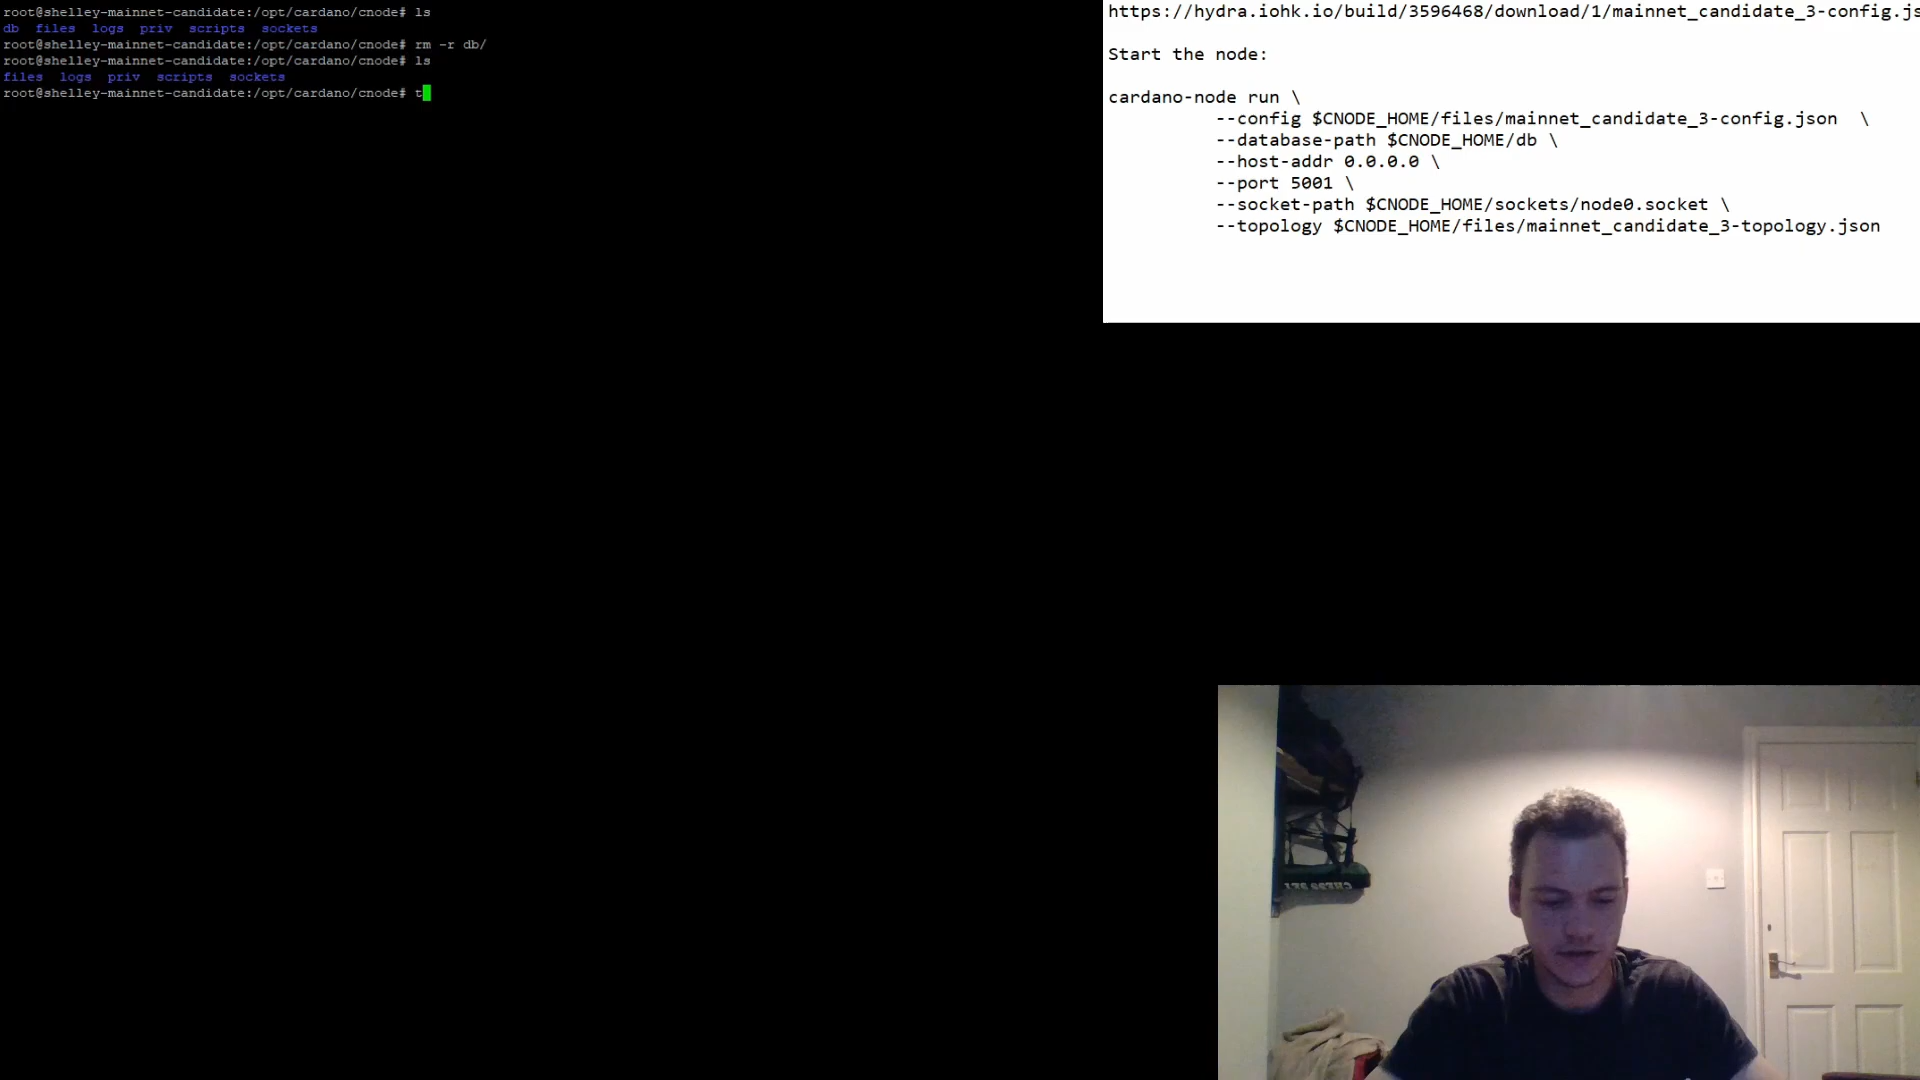 root@shelley-mainnet-candidate:/opt/cardano/cnode# ls
db files logs priv scripts sockets
root@shelley-mainnet-candidate:/opt/cardano/cnode# rm -r db/
root@shelley-mainnet-candidate:/opt/cardano/cnode# ls
files logs priv scripts sockets
root@shelley-mainnet-candidate:/opt/cardano/cnode# t
https://hydra.iohk.io/build/3596468/download/1/mainnet_candidate_3-config.js
Start the node:
cardano-node run \
--config $CNODE_HOME/files/mainnet_candidate_3-config.json \
--database-path $CNODE_HOME/db \
--host-addr 0.0.0.0 \
--port 5001 \
--socket-path $CNODE_HOME/sockets/node0.socket \
--topology $CNODE_HOME/files/mainnet_candidate_3-topology.json